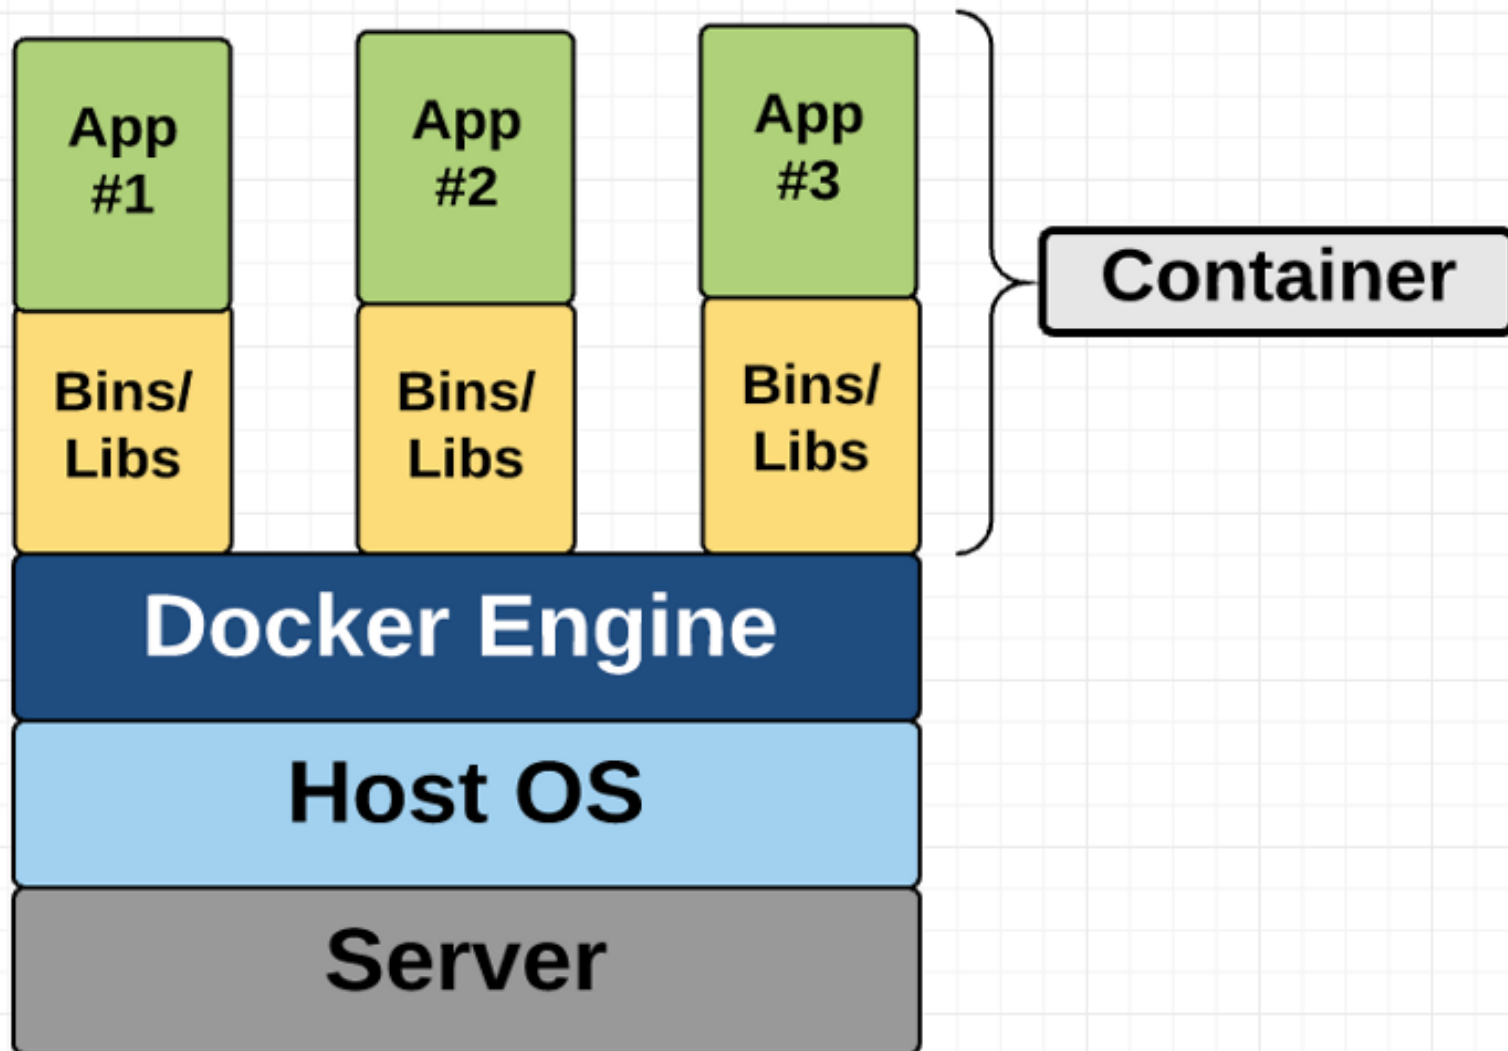 App
#1
App
#2
App
#3
Container
Bins/
Libs
Bins/
Libs
Bins/
Libs
Docker Engine
Host OS
Server